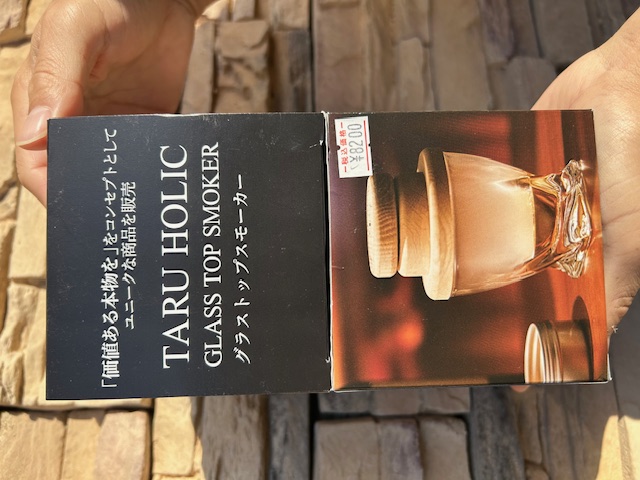 「価値ある本物を」をコンセプトとして
ユニークな商品を販売
TARU HOLIC
GLASS TOP SMOKER
グラストップスモーカー
税込価格
¥8200